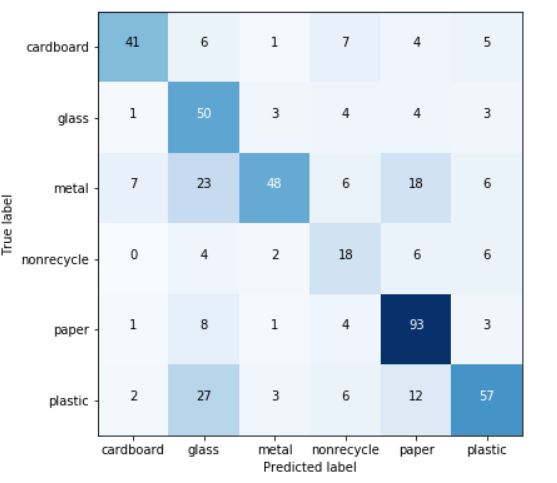 True label
cardboard 41 6 1 7 4 5
glass 1 50 3 4 4 3
metal 7 23 48 6 18 6
nonrecycle 0 4 2 18 6 6
paper 1 8 1 4 93 3
plastic 2 27 3 6 12 57
cardboard glass metal nonrecycle paper plastic
Predicted label